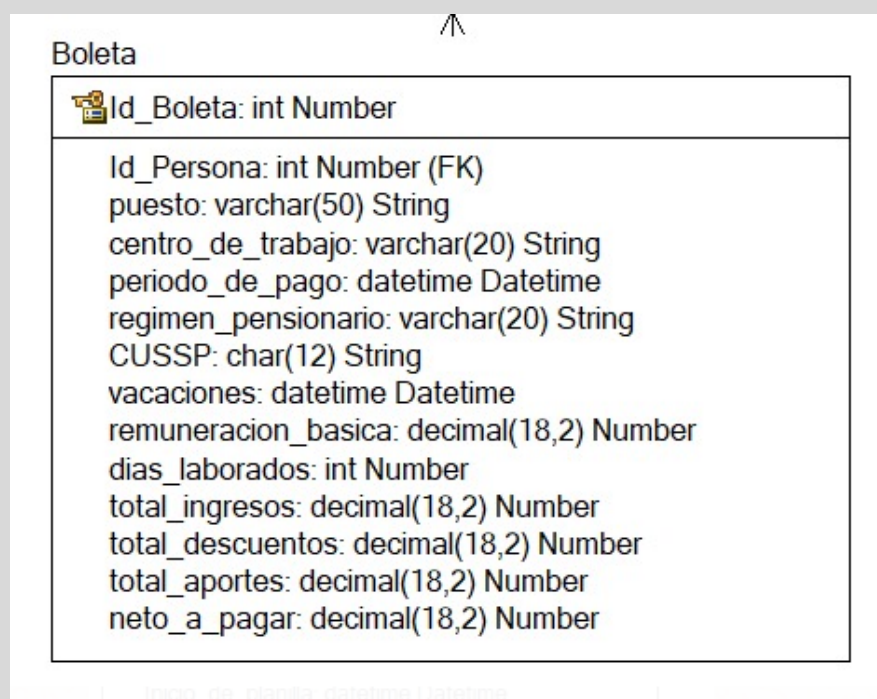 Boleta
Id_Boleta: int Number
Id_Persona: int Number (FK)
puesto: varchar(50) String
centro_de_trabajo: varchar(20) String
periodo_de_pago: datetime Datetime
regimen_pensionario: varchar(20) String
CUSSP: char(12) String
vacaciones: datetime Datetime
remuneracion_basica: decimal(18,2) Number
dias_laborados: int Number
total_ingresos: decimal(18,2) Number
total_descuentos: decimal(18,2) Number
total_aportes: decimal(18,2) Number
neto_a_pagar: decimal(18,2) Number
Inicio_de_planilla: datetime Datetime